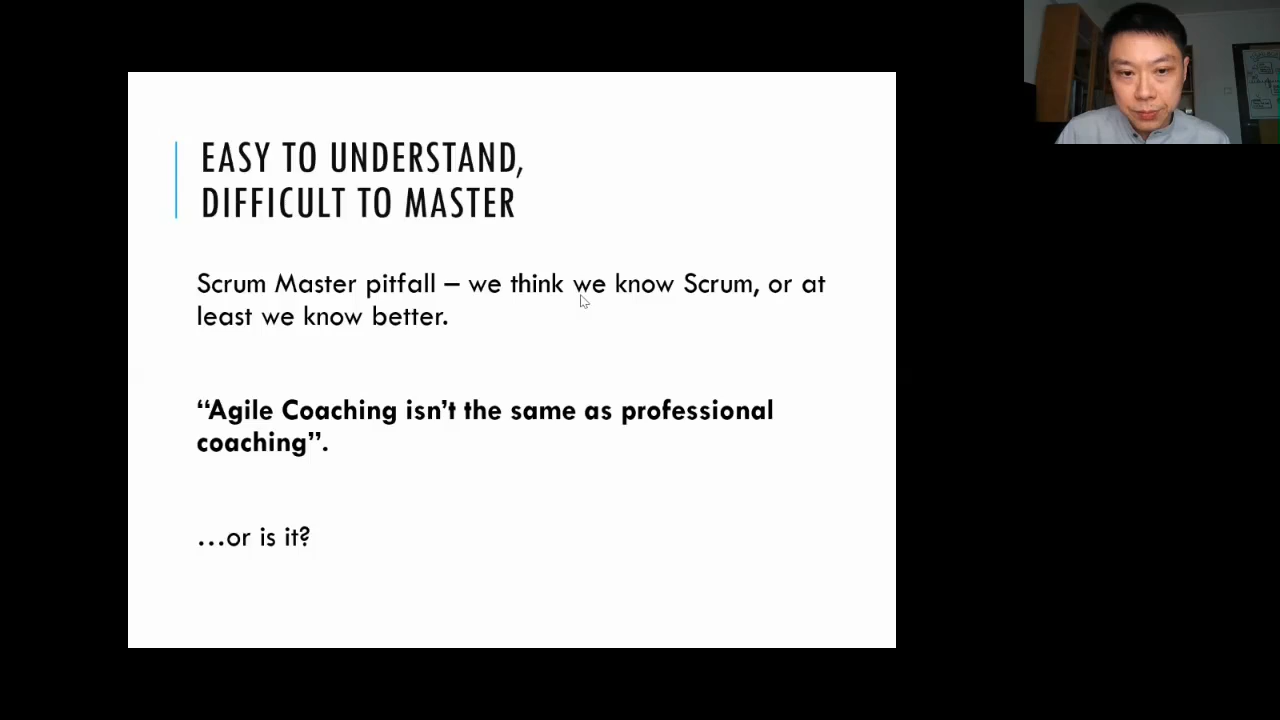 EASY TO UNDERSTAND,
DIFFICULT TO MASTER
Scrum Master pitfall – we think we know Scrum, or at
least we know better.
“Agile Coaching isn’t the same as professional
coaching”.
…or is it?